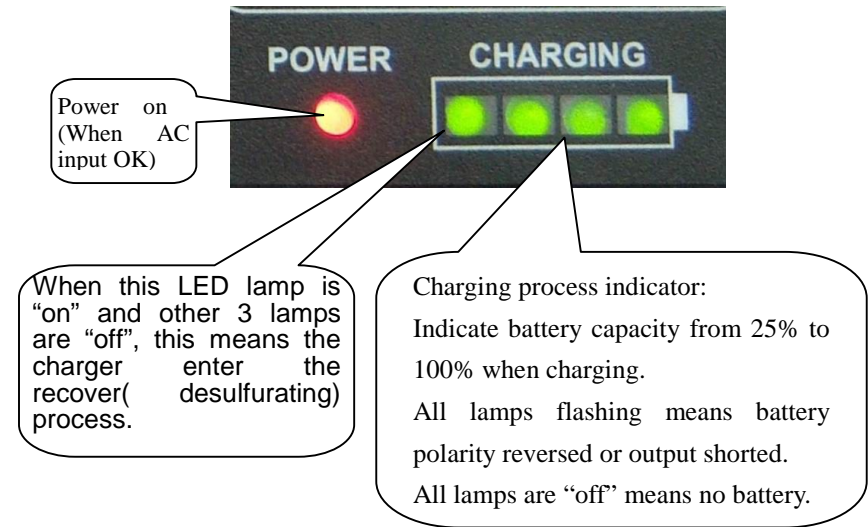 POWER CHARGING
Power on
(When AC
input OK)
When this LED lamp is
“on” and other 3 lamps
are “off”, this means the
charger enter the
recover( desulfurating)
process.
Charging process indicator:
Indicate battery capacity from 25% to
100% when charging.
All lamps flashing means battery
polarity reversed or output shorted.
All lamps are “off” means no battery.